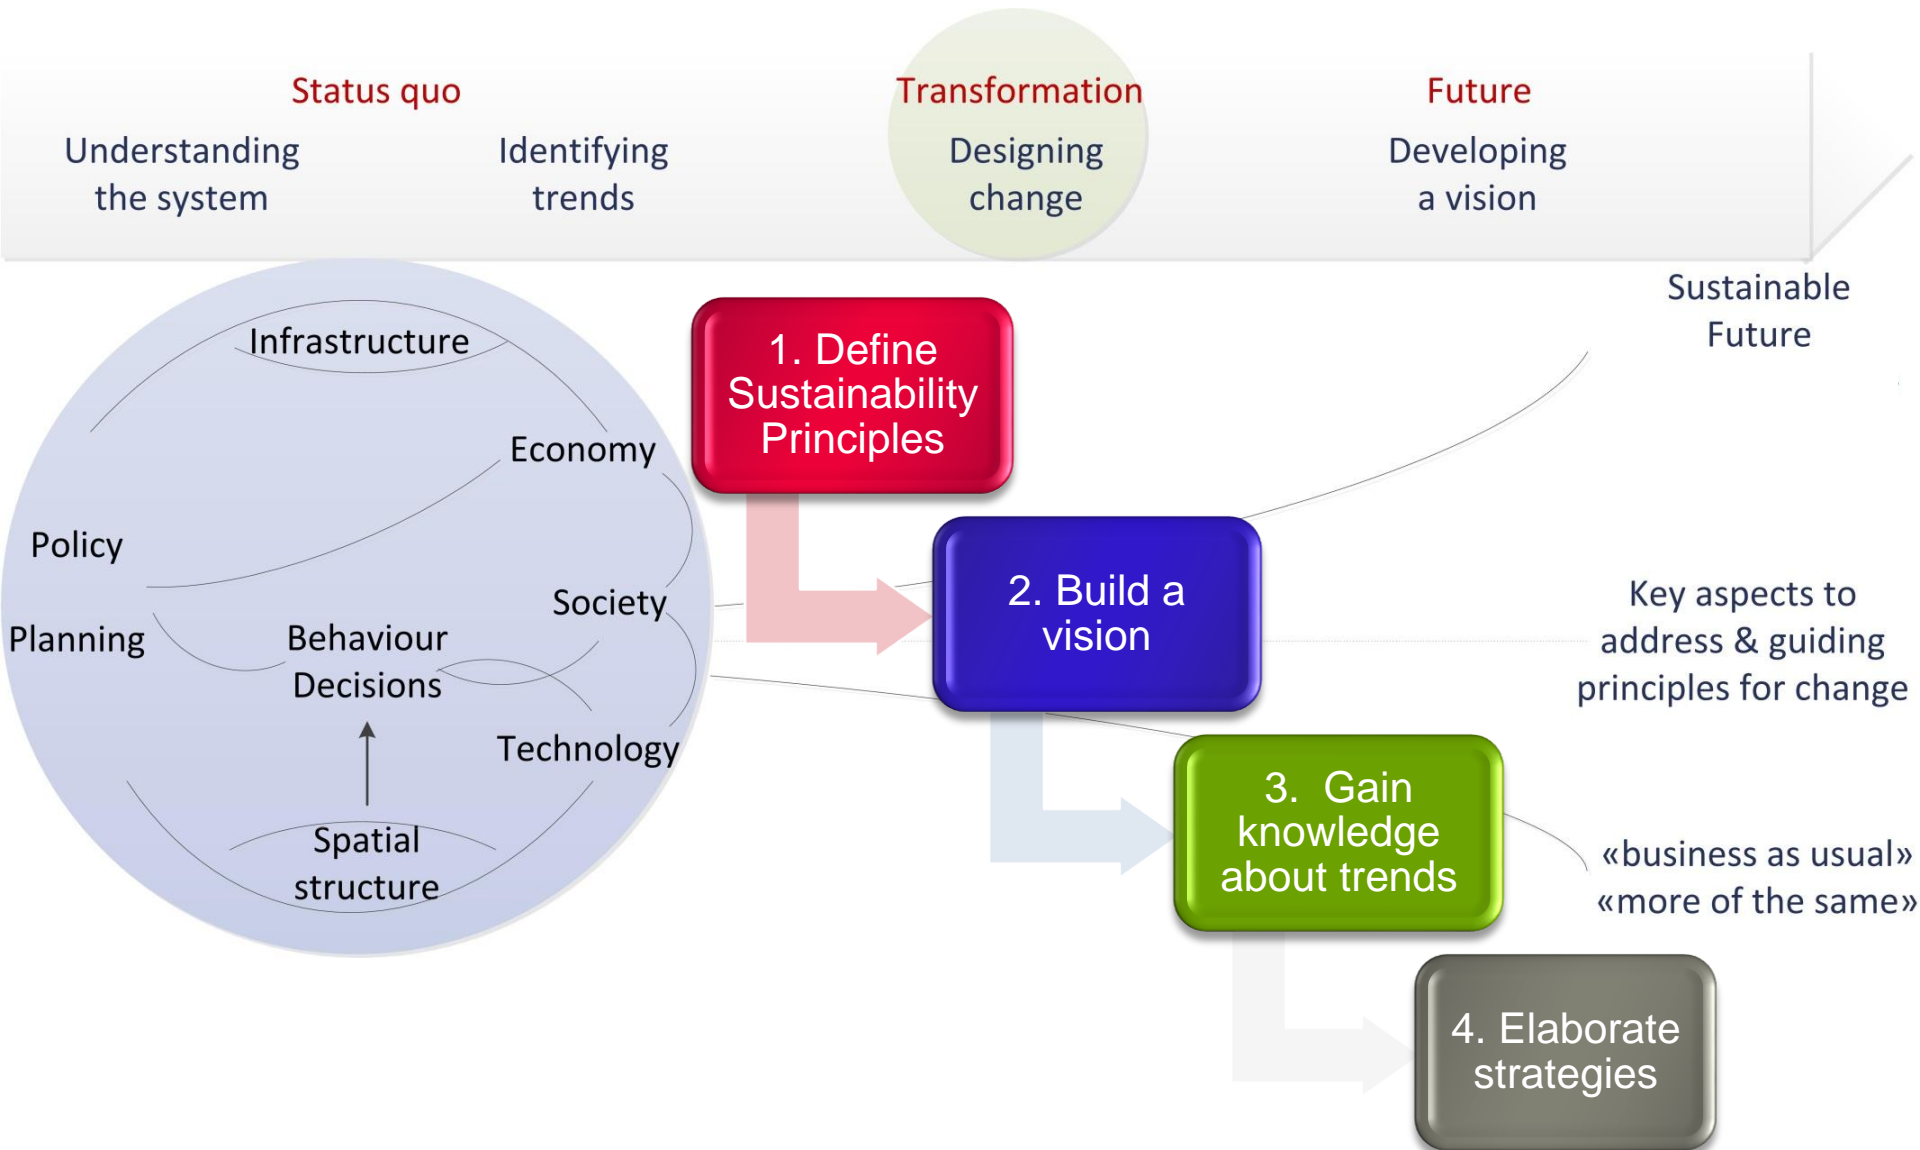 Status quo
Transformation
Future
Understanding
the system
Identifying
trends
Designing
change
Developing
a vision
Infrastructure
Economy
Policy
Planning
Society
Behaviour
Decisions
Technology
Spatial
structure
1. Define
Sustainability
Principles
2. Build a
vision
3. Gain
knowledge
about trends
4. Elaborate
strategies
Sustainable
Future
Key aspects to
address & guiding
principles for change
«business as usual»
«more of the same»